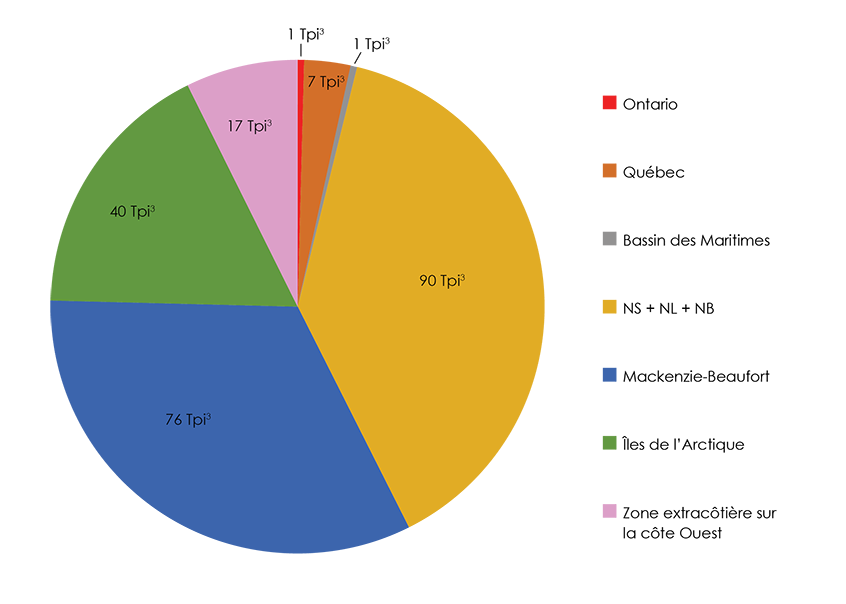 1 Tpi³
1 Tpi³
7 Tpi³
17 Tpi³
40 Tpi³
90 Tpi³
76 Tpi³
Ontario
Québec
Bassin des Maritimes
NS + NL + NB
Mackenzie-Beaufort
Îles de l’Arctique
Zone extracôtière sur
la côte Ouest